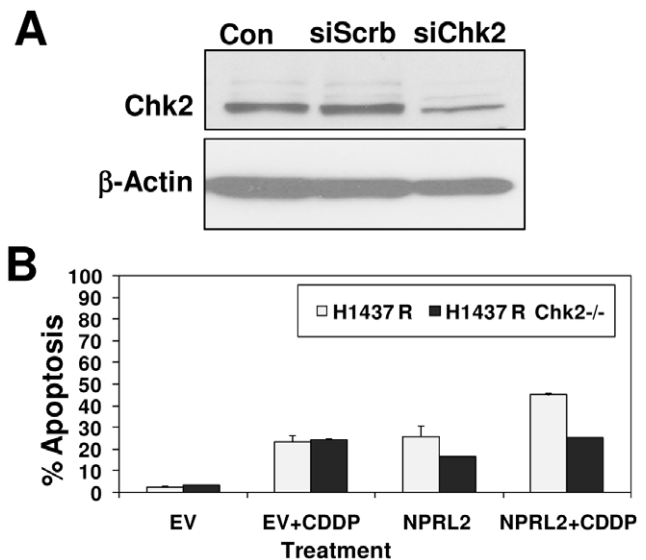 A
Con siScrb siChk2
Chk2
β-Actin
B
100
90
80
70
60
50
40
30
20
10
0
% Apoptosis
H1437 R H1437 R Chk2-/-
EV EV+CDDP NPRL2 NPRL2+CDDP
Treatment